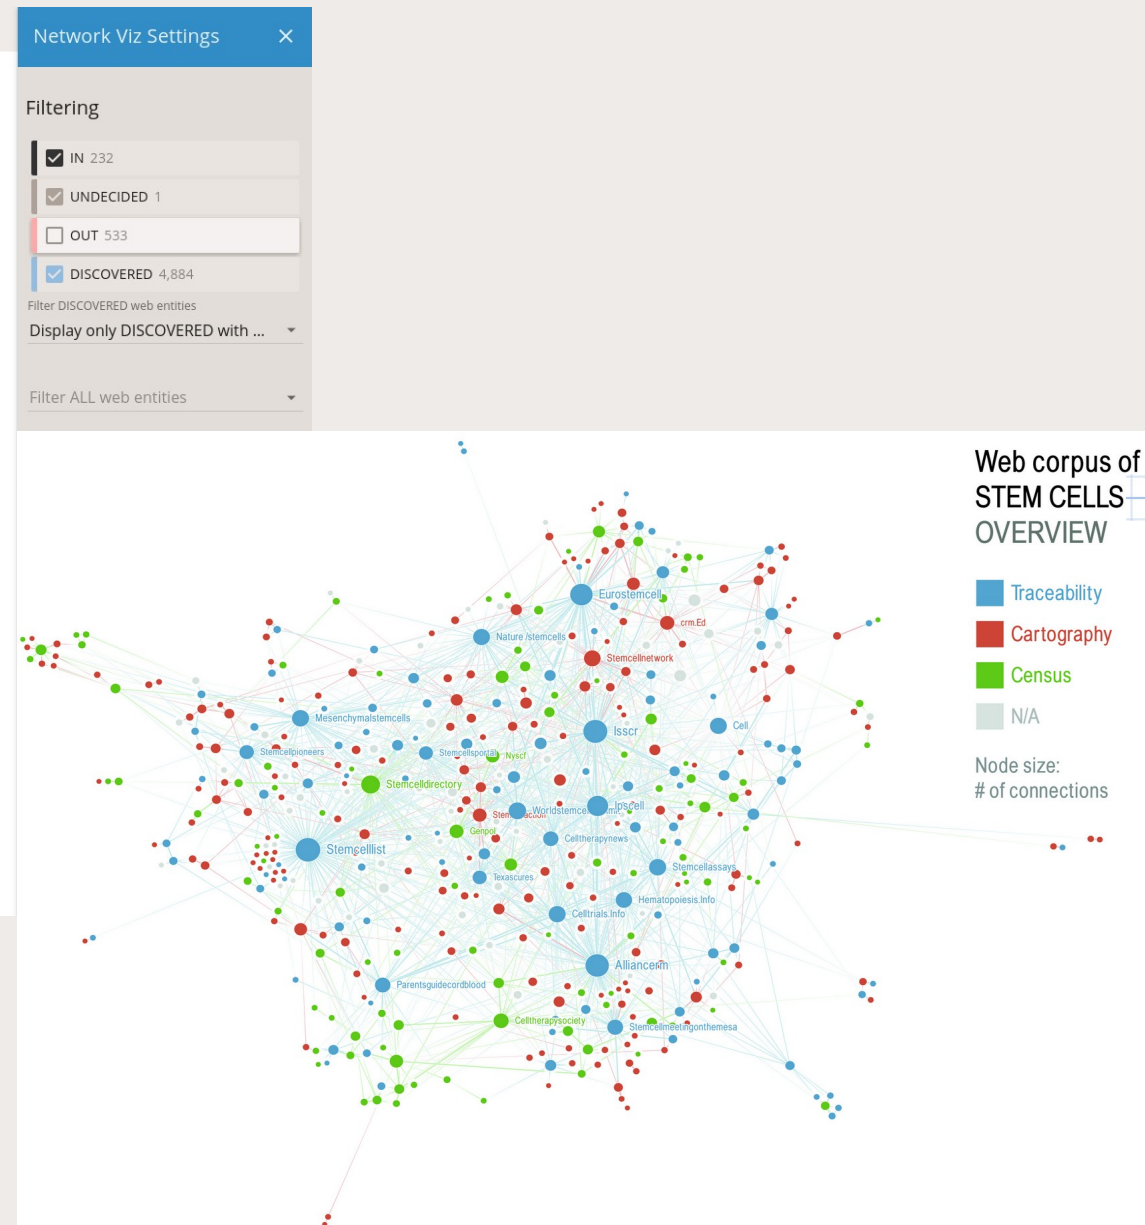 Network Viz Settings
Filtering
IN 232
UNDECIDED 1
OUT 533
DISCOVERED 4,884
Filter DISCOVERED web entities
Display only DISCOVERED with ...
Filter ALL web entities
Web corpus of
STEM CELLS
OVERVIEW
Traceability
Cartography
Census
N/A
Node size:
# of connections
Eurostemcell
crm.Ed
Nature /stemcells
Stemcellnetwork
Mesenchymalstemcells
Isscr
Cell
Stemcellpioneers
Stemcellsportal
Nyscf
Stemcelldirectory
Ipscell
Genpol
Celltherapynews
Stemcelllist
Stemcellassays
Texascures
Hematopoiesis.Info
Celltrials.Info
Alliancerm
Parentsguidecordblood
Celltherapysociety
Stemcellmeetingonthemesa